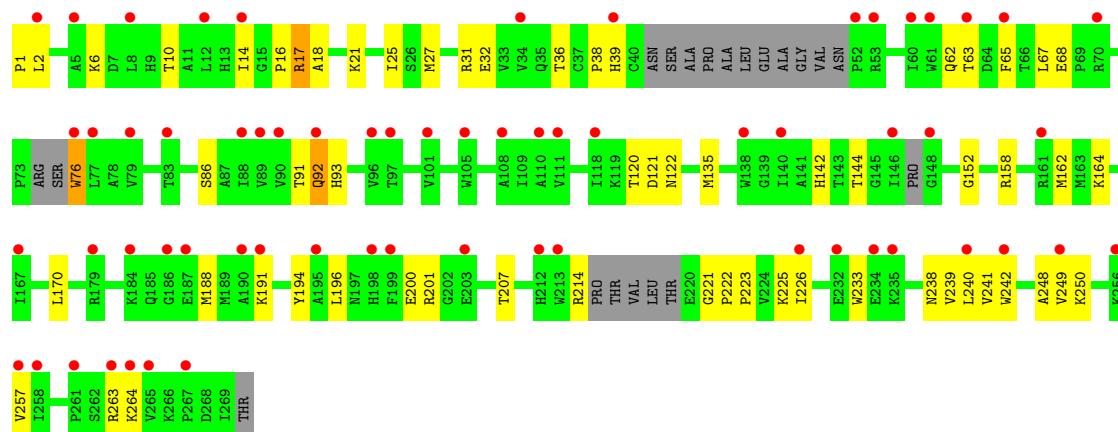 P1 L2 A5 K6 D7 L8 H9 T10 A11 L12 H13 I14 G15 P16 R17 A18 K21 I25 S26 M27 R31 E32 V33 V34 Q35 T36 C37 P38 H39 C40 ASN SER ALA PRO ALA LEU GLU ALA GLY VAL ASN P52 R53 I60 W61 Q62 T63 D64 F65 T66 L67 E68 P69 R70
P73 ARG SER W76 L77 A78 V79 T83 S86 A87 I88 V89 V90 T91 Q92 H93 V96 T97 V101 W105 A108 I109 A110 V111 I118 K119 T120 D121 N122 M135 W138 G139 I140 A141 H142 T143 T144 G145 I146 PRO G148 G152 R158 R161 M162 M163 K164
I167 L170 R179 K184 Q185 G186 E187 M188 M189 A190 K191 Y194 A195 L196 N197 H198 F199 E200 R201 G202 E203 T207 H212 W213 R214 PRO THR VAL LEU THR E220 G221 P222 P223 V224 K225 I226 E232 W233 E234 K235 N238 V239 L240 V241 W242 A248 V249 K250 K256
V257 I258 P261 S262 R263 K264 V265 K266 P267 D268 I269 THR